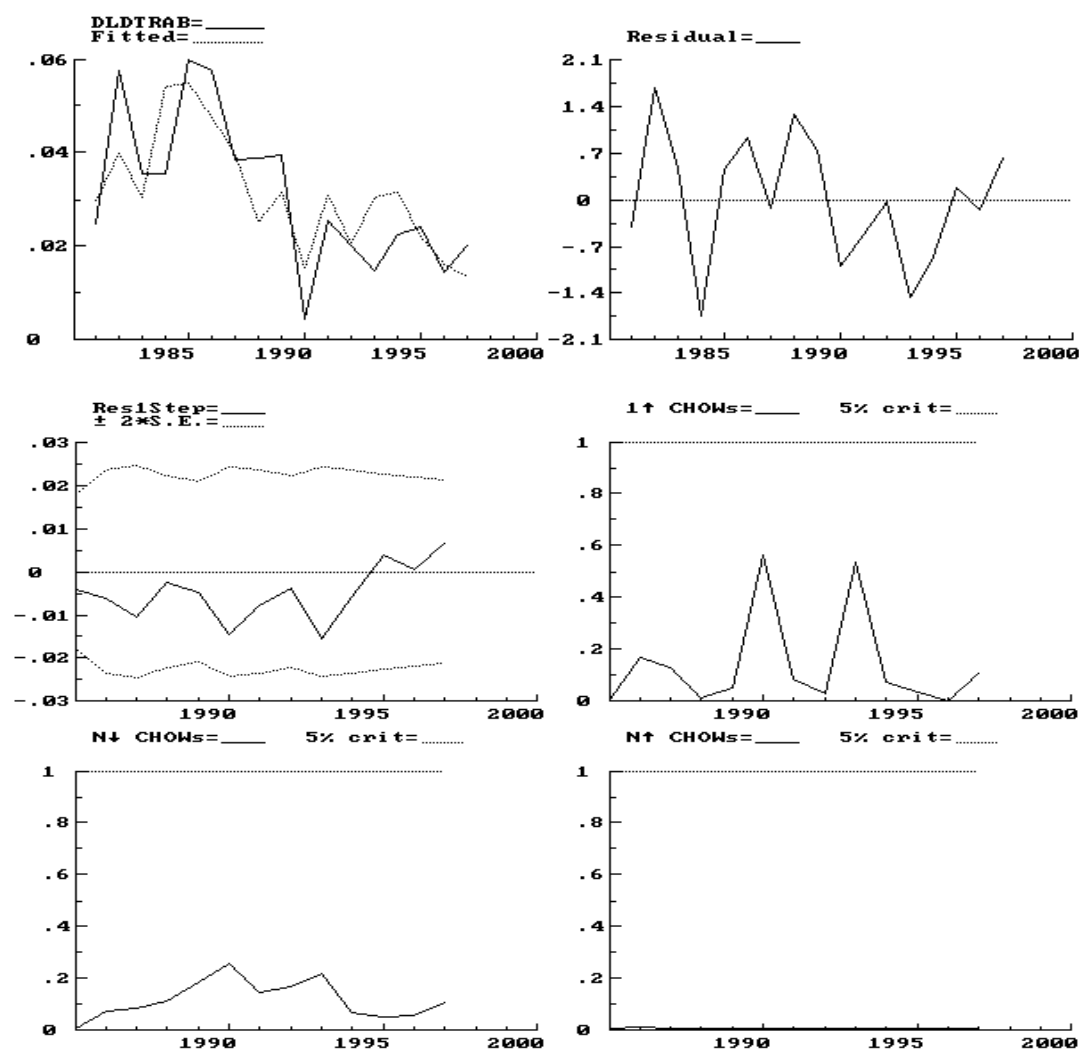 DLDTRAB=
Fitted=
.06
.04
.02
0
1985 1990 1995 2000
Residual=
2.1
1.4
.7
0
-.7
-1.4
-2.1
1985 1990 1995 2000
Res1Step=
± 2*S.E.=
.03
.02
.01
0
-.01
-.02
-.03
1990 1995 2000
1↑ CHOWs= 5% crit=
1
.8
.6
.4
.2
0
1990 1995 2000
N↓ CHOWs= 5% crit=
1
.8
.6
.4
.2
0
1990 1995 2000
N↑ CHOWs= 5% crit=
1
.8
.6
.4
.2
0
1990 1995 2000